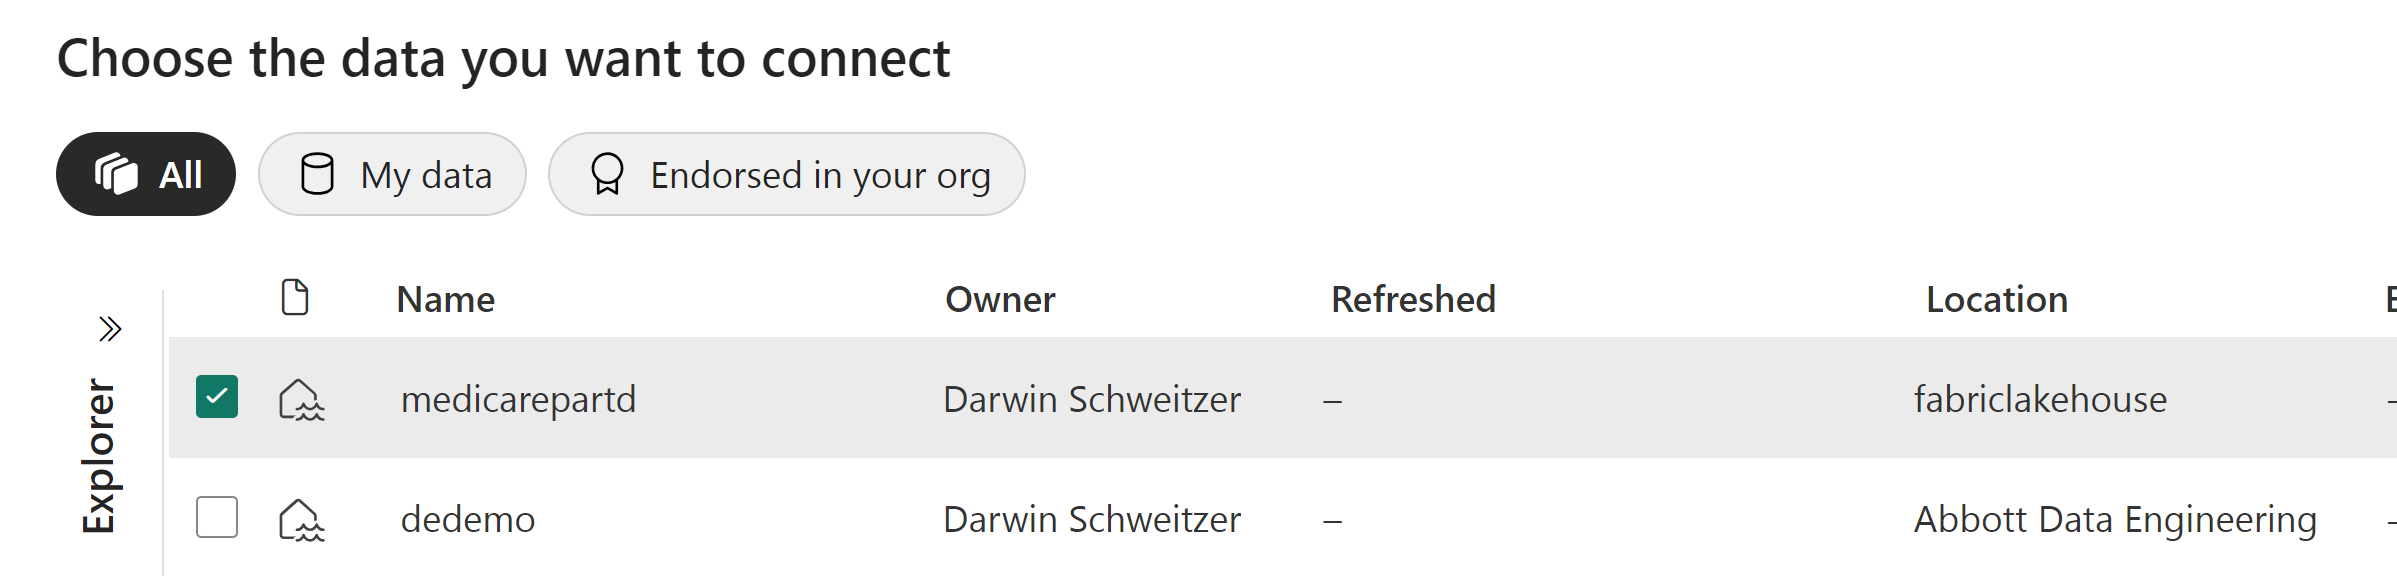 Choose the data you want to connect
All My data Endorsed in your org
Name Owner Refreshed Location
Explorer
medicarepartd Darwin Schweitzer – fabriclakehouse
dedemo Darwin Schweitzer – Abbott Data Engineering